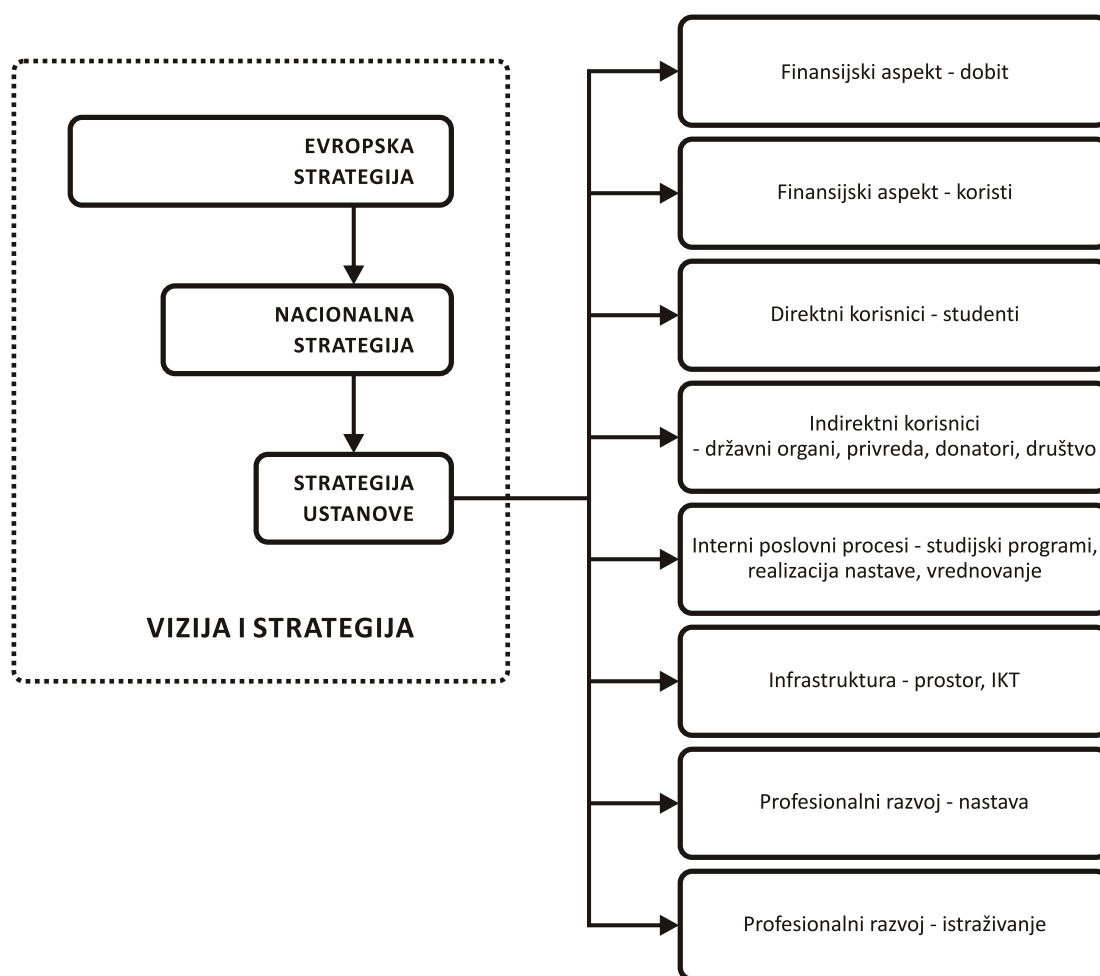 EVROPSKA
STRATEGIJA
NACIONALNA
STRATEGIJA
STRATEGIJA
USTANOVE
VIZIJA I STRATEGIJA
Finansijski aspekt - dobit
Finansijski aspekt - koristi
Direktni korisnici - studenti
Indirektni korisnici
- državni organi, privreda, donatori, društvo
Interni poslovni procesi - studijski programi,
realizacija nastave, vrednovanje
Infrastruktura - prostor, IKT
Profesionalni razvoj - nastava
Profesionalni razvoj - istraživanje